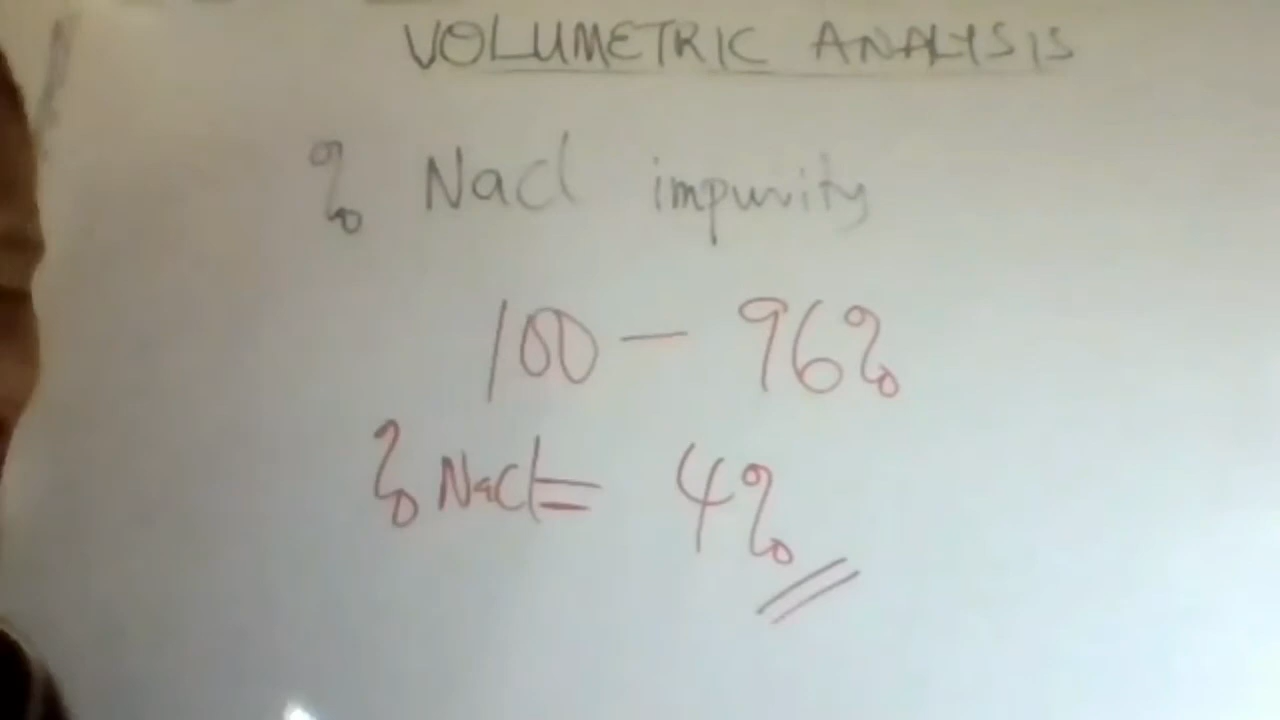 VOLUMETRIC ANALYSIS
% Nacl impurity
100 - 96%
% Nacl = 4%